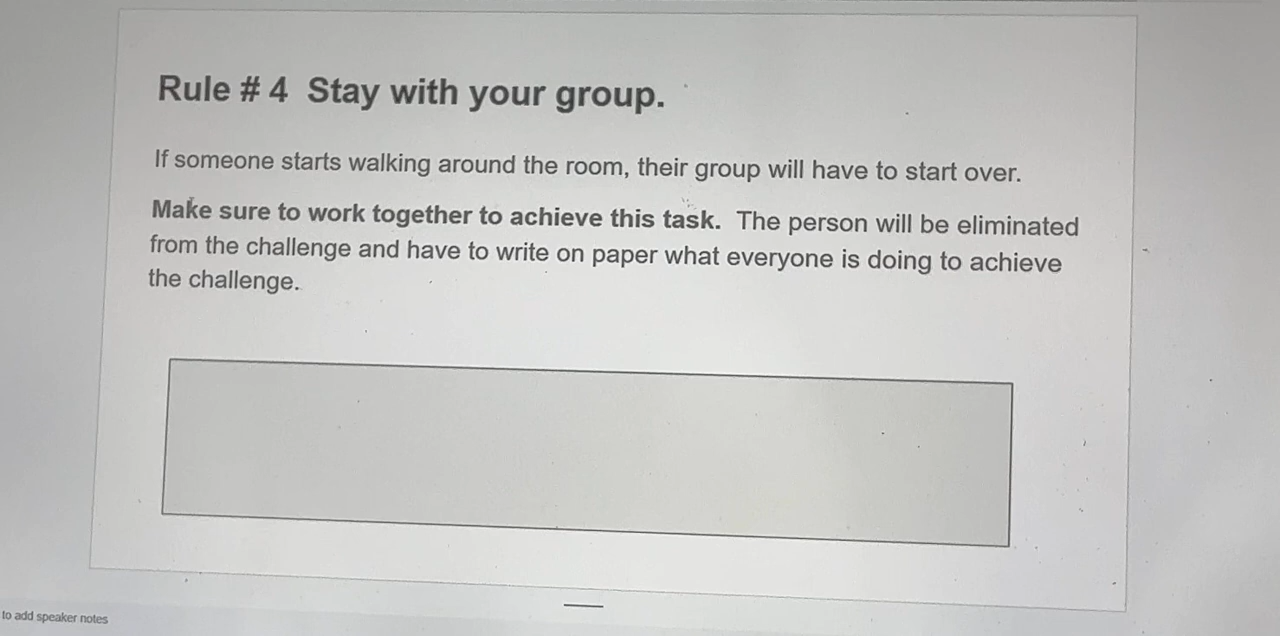 Rule # 4 Stay with your group.
If someone starts walking around the room, their group will have to start over.
Make sure to work together to achieve this task. The person will be eliminated
from the challenge and have to write on paper what everyone is doing to achieve
the challenge.
to add speaker notes